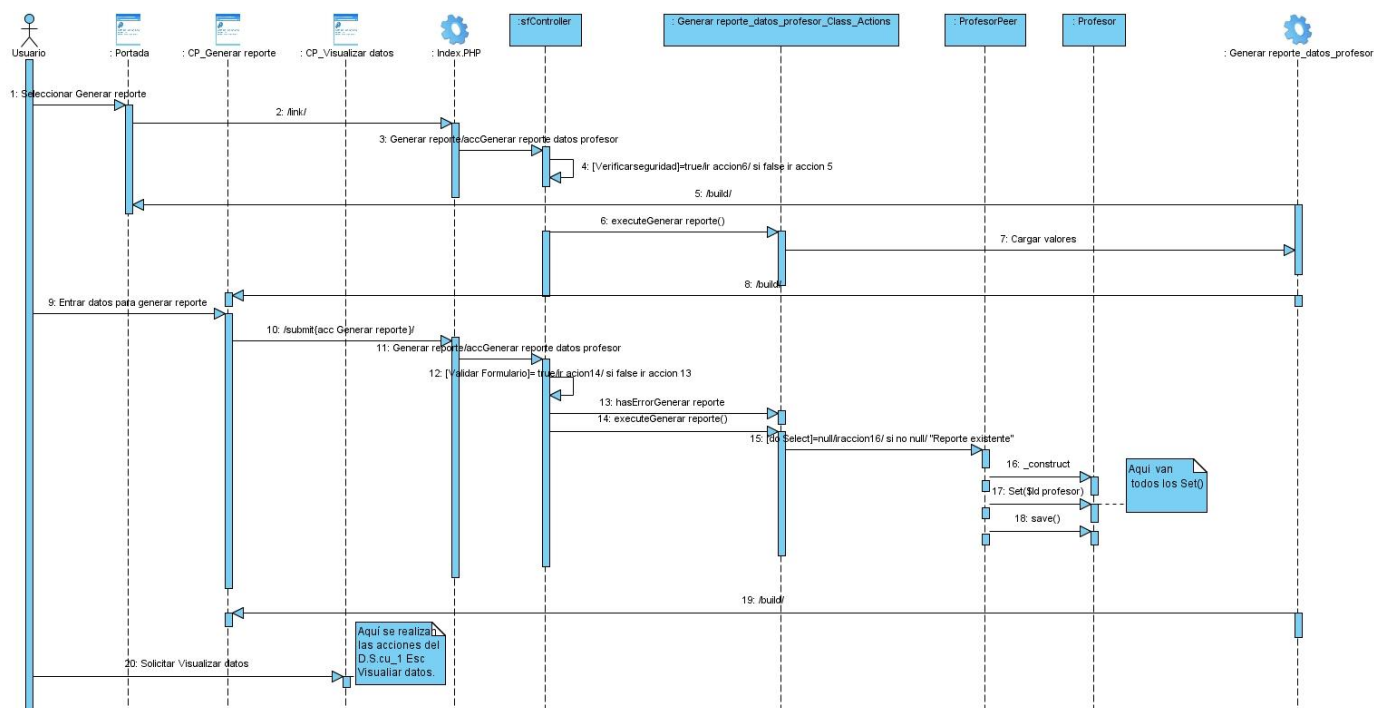 Usuario
: Portada
: CP_Generar reporte
: CP_Visualizar datos
: Index.PHP
:sfController
: Generar reporte_datos_profesor_Class_Actions
: ProfesorPeer
: Profesor
: Generar reporte_datos_profesor
1: Seleccionar Generar reporte
2: /link/
3: Generar reporte/accGenerar reporte datos profesor
4: [Verificarseguridad]=true/ir accion6/ si false ir accion 5
5: /build/
6: executeGenerar reporte()
7: Cargar valores
8: /build/
9: Entrar datos para generar reporte
10: /submit{acc Generar reporte}/
11: Generar reporte/accGenerar reporte datos profesor
12: [Validar Formulario]= true/ir acion14/ si false ir accion 13
13: hasErrorGenerar reporte
14: executeGenerar reporte()
15: [do Select]=null/iraccion16/ si no null/ "Reporte existente"
16: _construct
17: Set($Id profesor)
18: save()
Aqui van
todos los Set()
19: /build/
Aquí se realizan
las acciones del
D.S.cu_1 Esc
Visualiar datos.
20: Solicitar Visualizar datos